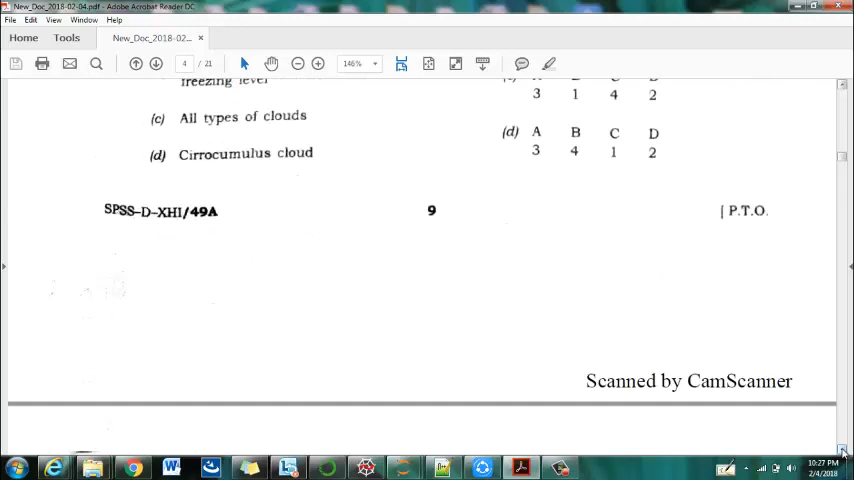 New_Doc_2018-02-04.pdf - Adobe Acrobat Reader DC
File Edit View Window Help
Home Tools New_Doc_2018-02... ×
4 / 21 146%
freezing level
3 1 4 2
(c) All types of clouds
(d) A B C D
(d) Cirrocumulus cloud
3 4 1 2
SPSS-D-XHI/49A 9 [ P.T.O.
Scanned by CamScanner
10:27 PM
2/4/2018